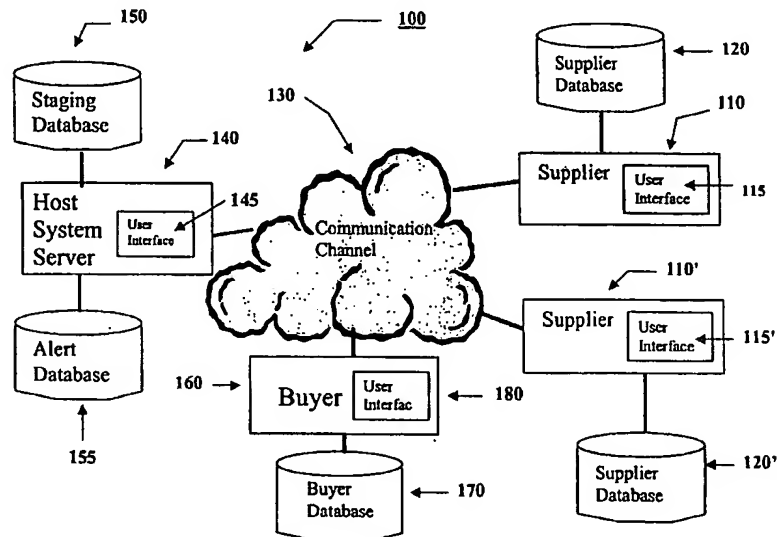 150
100
120
Supplier
Database
Staging
Database
130
110
140
Supplier
User
Interface
115
Host
System
Server
145
User
Interface
Communication
Channel
110'
Supplier
User
Interface
115'
Alert
Database
160
Buyer
User
Interfac
180
155
120'
Supplier
Database
Buyer
Database
170